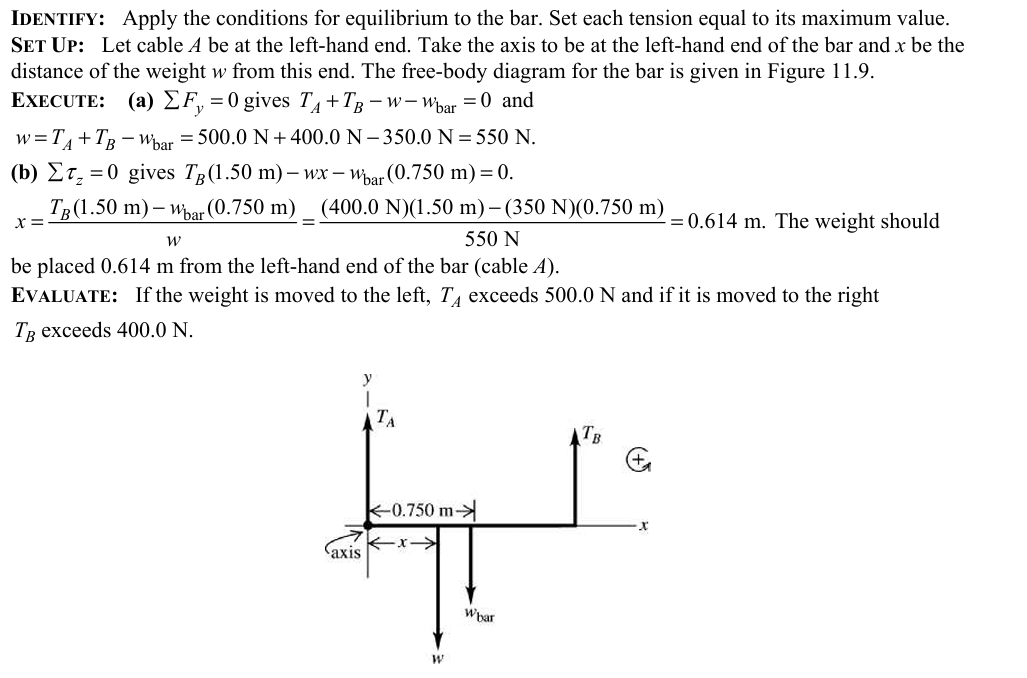 IDENTIFY: Apply the conditions for equilibrium to the bar. Set each tension equal to its maximum value.
SET UP: Let cable A be at the left-hand end. Take the axis to be at the left-hand end of the bar and x be the
distance of the weight w from this end. The free-body diagram for the bar is given in Figure 11.9.
EXECUTE: (a) ΣF_y = 0 gives T_A + T_B − w − w_bar = 0 and
w = T_A + T_B − w_bar = 500.0 N + 400.0 N − 350.0 N = 550 N.
(b) Στ_z = 0 gives T_B(1.50 m) − wx − w_bar(0.750 m) = 0.
x = (T_B(1.50 m) − w_bar(0.750 m))/w = ((400.0 N)(1.50 m) − (350 N)(0.750 m))/(550 N) = 0.614 m. The weight should
be placed 0.614 m from the left-hand end of the bar (cable A).
EVALUATE: If the weight is moved to the left, T_A exceeds 500.0 N and if it is moved to the right
T_B exceeds 400.0 N.
y
T_A
T_B
+
0.750 m
x
x
axis
w_bar
w